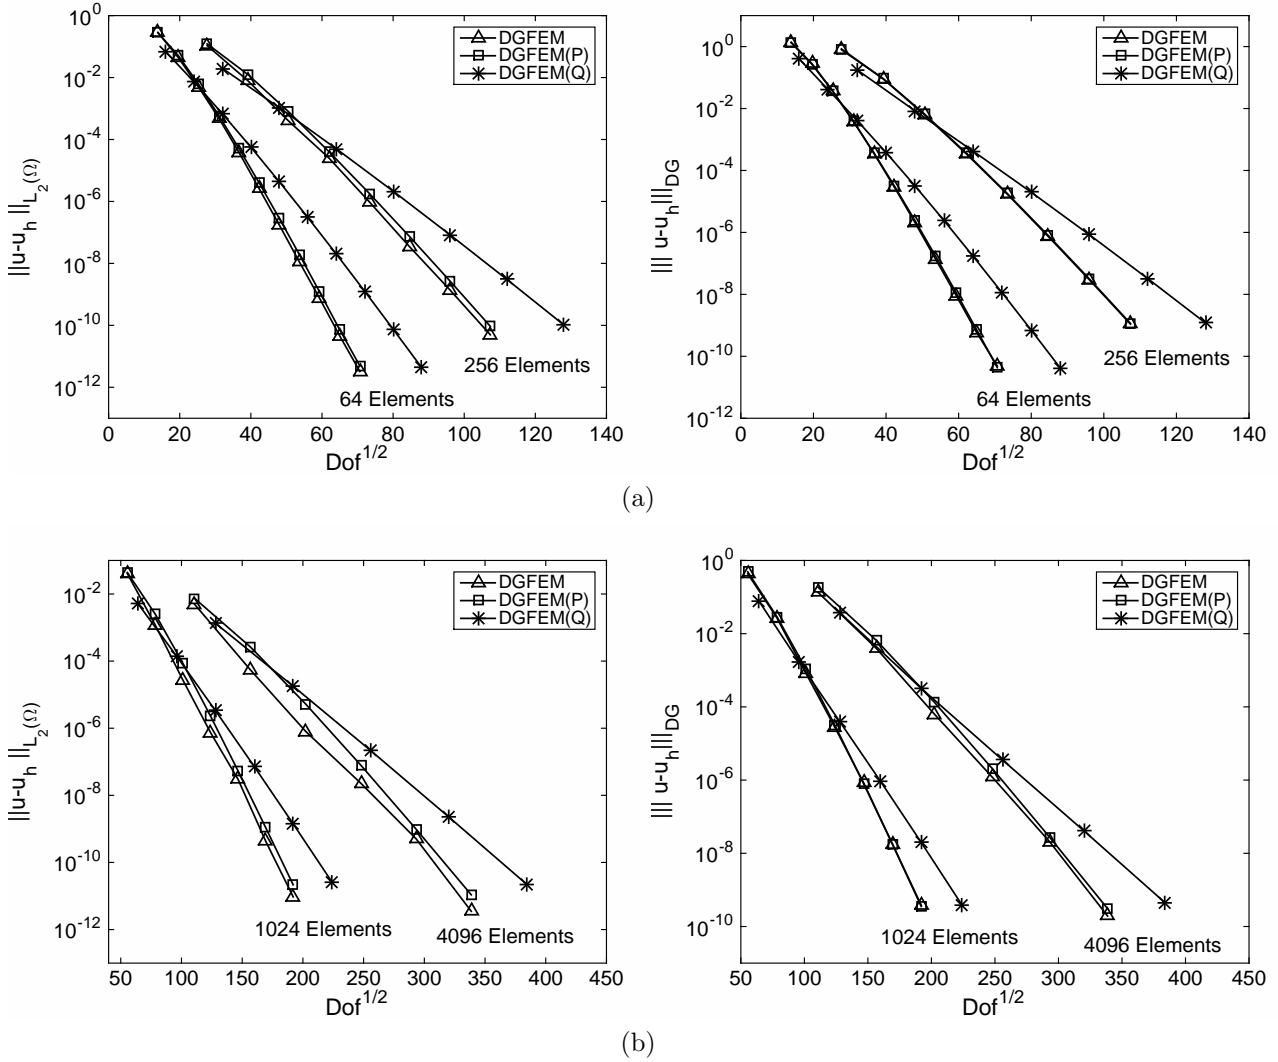 10^0
10^-2
10^-4
10^-6
10^-8
10^-10
10^-12
||u-u_h ||_{L_2(Ω)}
0 20 40 60 80 100 120 140
Dof^{1/2}
DGFEM
DGFEM(P)
DGFEM(Q)
256 Elements
64 Elements
10^0
10^-2
10^-4
10^-6
10^-8
10^-10
10^-12
||| u-u_h|||_{DG}
0 20 40 60 80 100 120 140
Dof^{1/2}
DGFEM
DGFEM(P)
DGFEM(Q)
256 Elements
64 Elements
(a)
10^-2
10^-4
10^-6
10^-8
10^-10
10^-12
||u-u_h ||_{L_2(Ω)}
50 100 150 200 250 300 350 400 450
Dof^{1/2}
DGFEM
DGFEM(P)
DGFEM(Q)
1024 Elements
4096 Elements
10^0
10^-2
10^-4
10^-6
10^-8
10^-10
||| u-u_h|||_{DG}
50 100 150 200 250 300 350 400 450
Dof^{1/2}
DGFEM
DGFEM(P)
DGFEM(Q)
1024 Elements
4096 Elements
(b)